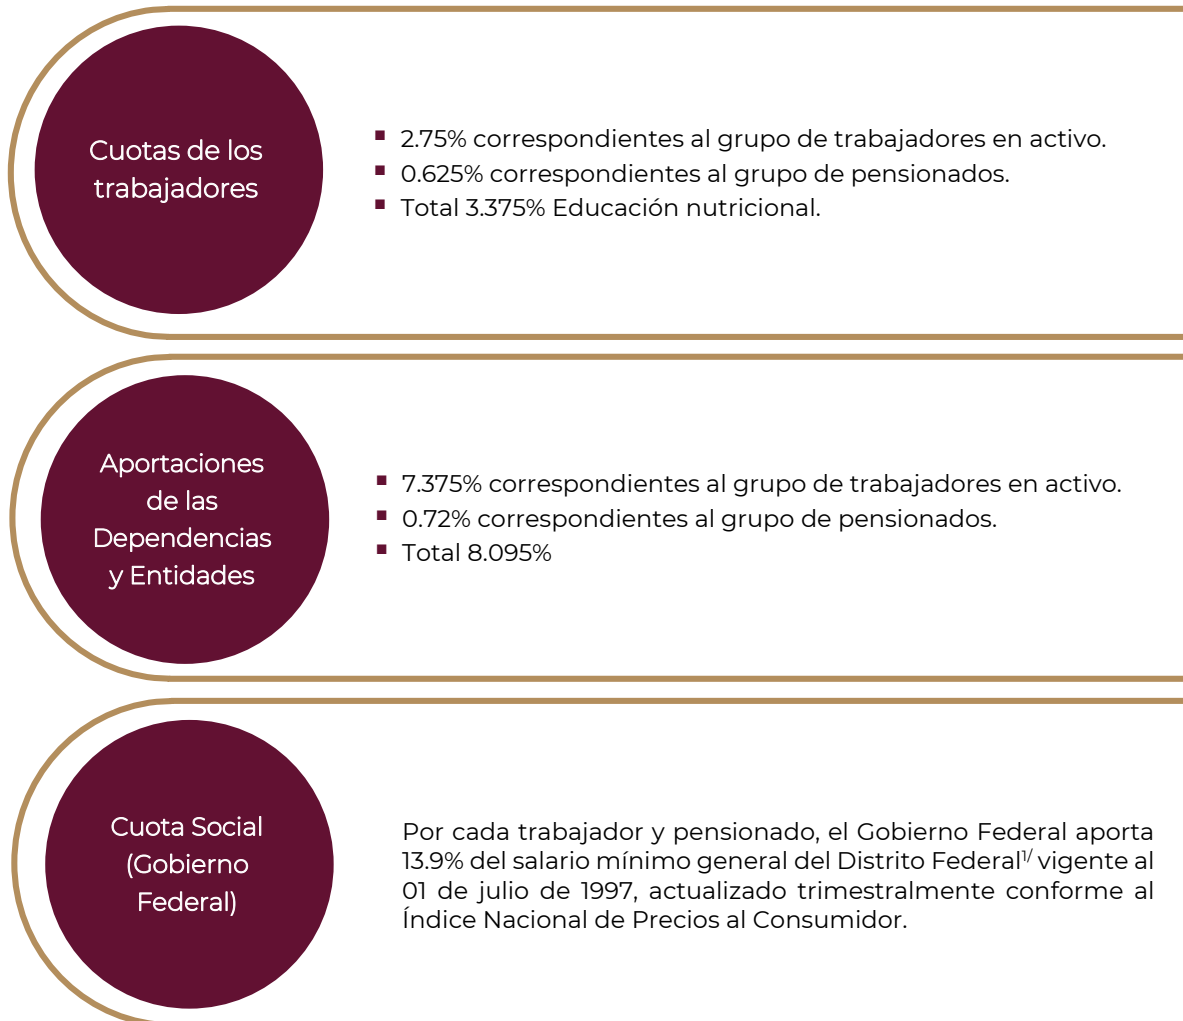 Cuotas de los
trabajadores
▪ 2.75% correspondientes al grupo de trabajadores en activo.
▪ 0.625% correspondientes al grupo de pensionados.
▪ Total 3.375% Educación nutricional.
Aportaciones
de las
Dependencias
y Entidades
▪ 7.375% correspondientes al grupo de trabajadores en activo.
▪ 0.72% correspondientes al grupo de pensionados.
▪ Total 8.095%
Cuota Social
(Gobierno
Federal)
Por cada trabajador y pensionado, el Gobierno Federal aporta
13.9% del salario mínimo general del Distrito Federal1/ vigente al
01 de julio de 1997, actualizado trimestralmente conforme al
Índice Nacional de Precios al Consumidor.